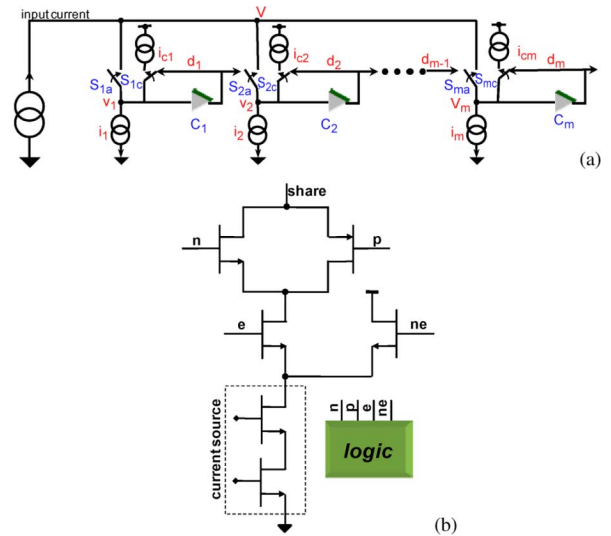 input current
V
i_c1
i_c2
i_cm
d_1
d_2
d_m-1
d_m
S_1a
S_1c
S_2a
S_2c
S_ma
S_mc
v_1
v_2
V_m
C_1
C_2
C_m
i_1
i_2
i_m
(a)
share
n
p
e
ne
current source
n
p
e
ne
logic
(b)